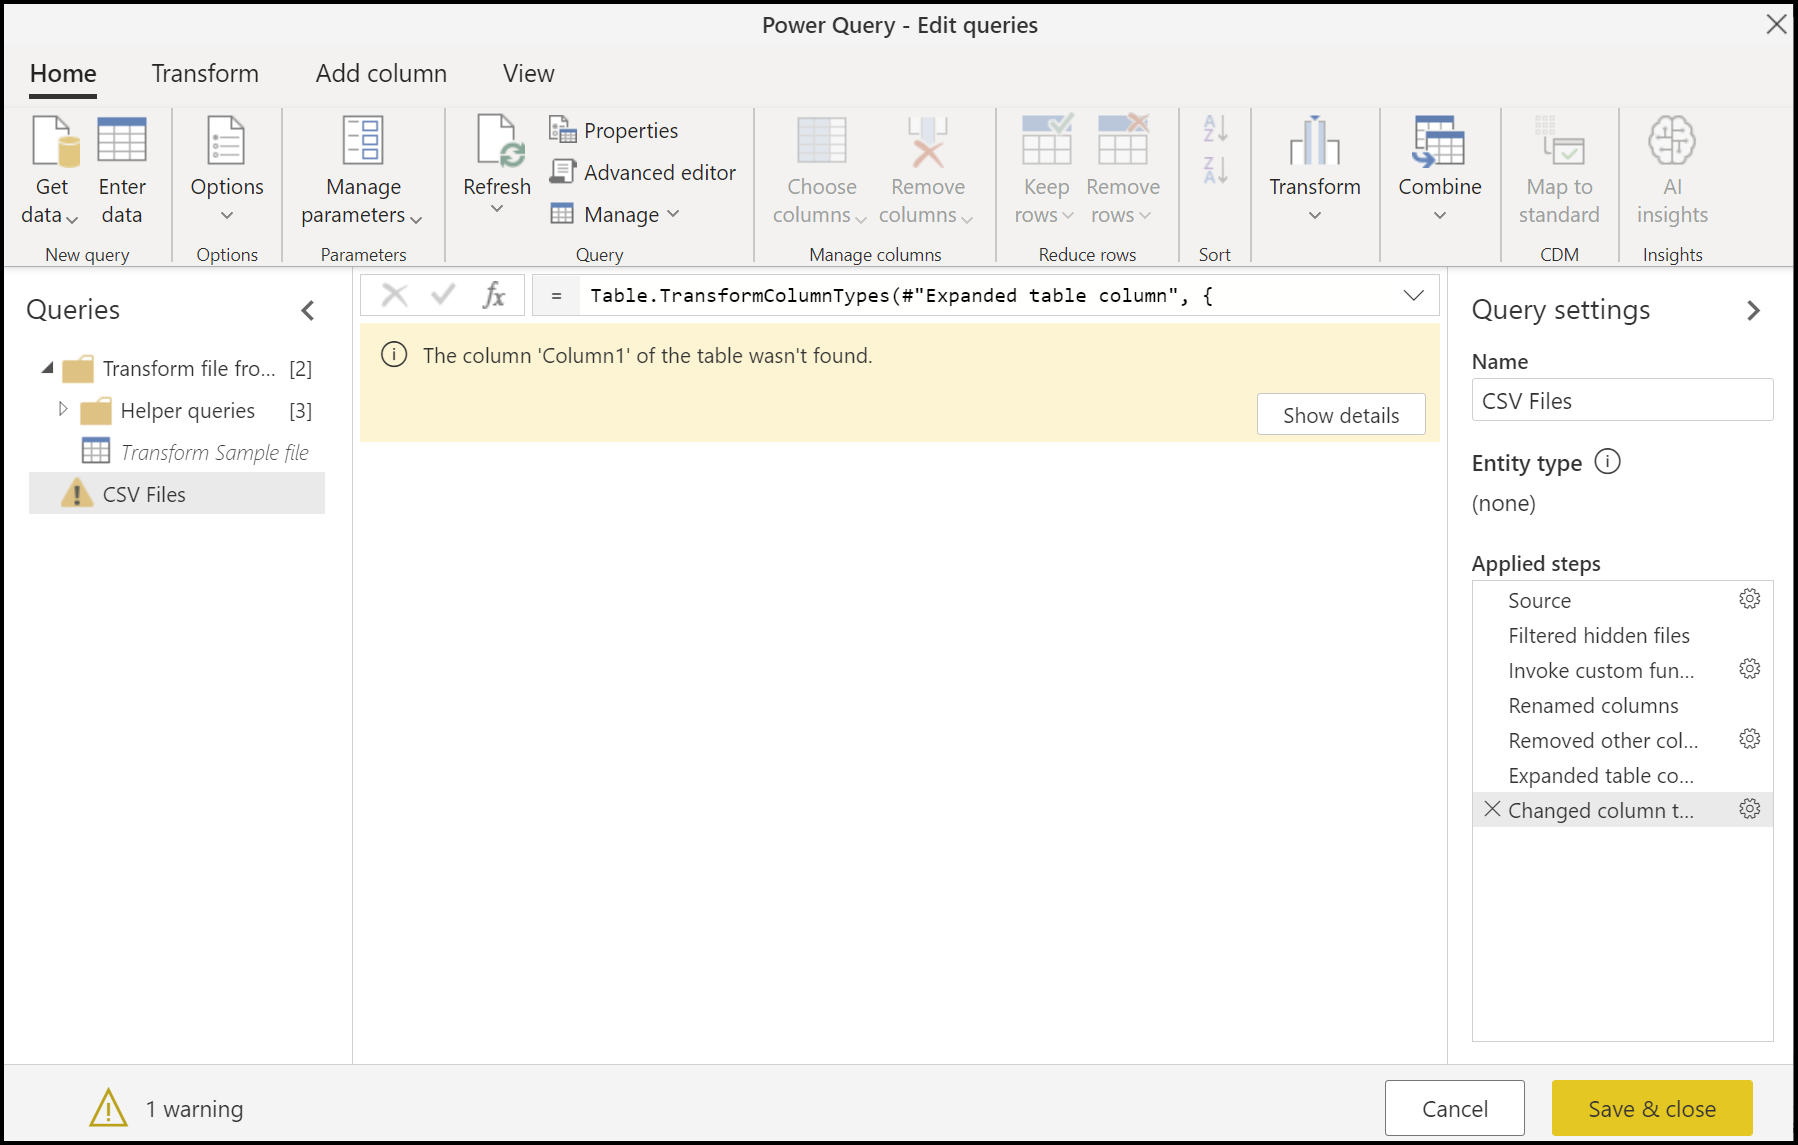 Power Query - Edit queries
Home Transform Add column View
Get data
Enter data
New query
Options
Options
Manage parameters
Parameters
Refresh
Properties
Advanced editor
Manage
Query
Choose columns
Remove columns
Manage columns
Keep rows
Remove rows
Reduce rows
A
Z
Z
A
Sort
Transform
Combine
Map to standard
CDM
AI insights
Insights
Queries
Transform file fro... [2]
Helper queries [3]
Transform Sample file
CSV Files
fx = Table.TransformColumnTypes(#"Expanded table column", {
The column 'Column1' of the table wasn't found.
Show details
Query settings
Name
CSV Files
Entity type
(none)
Applied steps
Source
Filtered hidden files
Invoke custom fun...
Renamed columns
Removed other col...
Expanded table co...
Changed column t...
1 warning
Cancel
Save & close